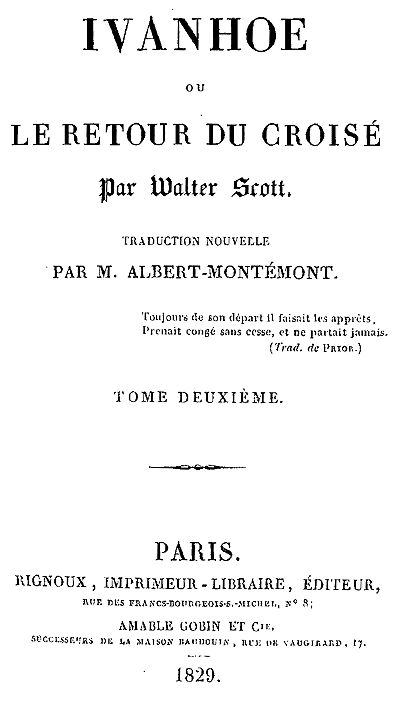 IVANHOE
OU
LE RETOUR DU CROISÉ
Par Walter Scott.
TRADUCTION NOUVELLE
PAR M. ALBERT-MONTÉMONT.
Toujours de son départ il faisait les apprêts,
Prenait congé sans cesse, et ne partait jamais.
(Trad. de PRIOR.)
TOME DEUXIÈME.
PARIS.
RIGNOUX, IMPRIMEUR-LIBRAIRE, ÉDITEUR,
RUE DES FRANCS-BOURGEOIS-S.-MICHEL, N° 8;
AMABLE GOBIN ET Cie,
SUCCESSEURS DE LA MAISON BAUDOUIN, RUE DE VAUGIRARD, 17.
1829.